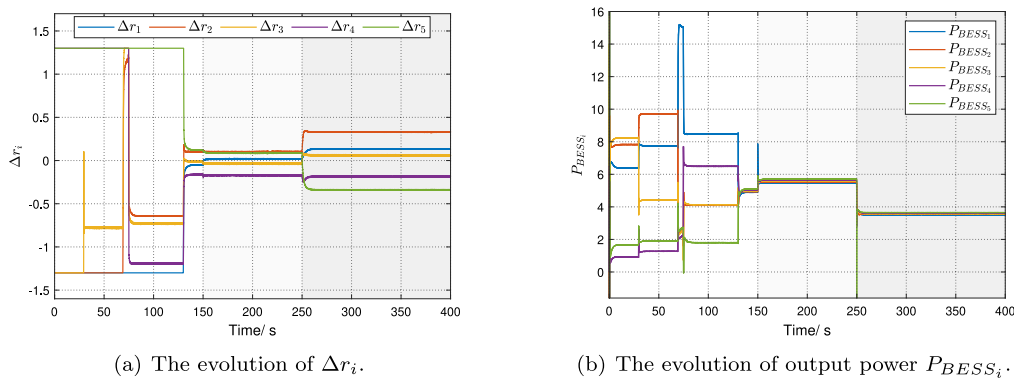 Δr₁ Δr₂ Δr₃ Δr₄ Δr₅
1.5
1
0.5
0
-0.5
-1
-1.5
Δrᵢ
0 50 100 150 200 250 300 350 400
Time/ s
(a) The evolution of Δrᵢ.
16
14
12
10
8
6
4
2
0
P_{BESS_i}
P_{BESS_1}
P_{BESS_2}
P_{BESS_3}
P_{BESS_4}
P_{BESS_5}
0 50 100 150 200 250 300 350 400
Time/ s
(b) The evolution of output power P_{BESS_i}.